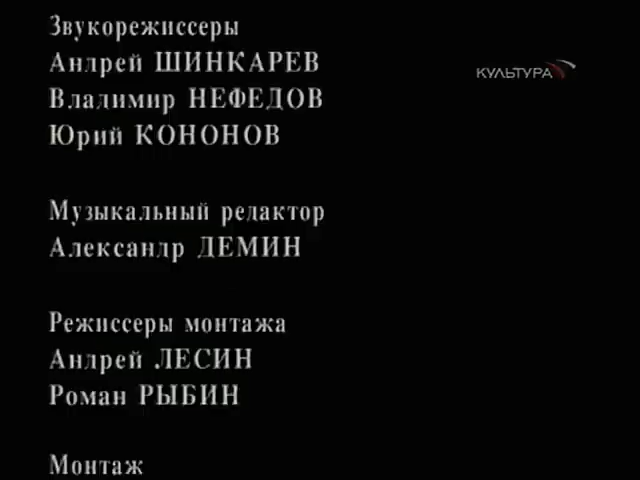 Звукорежиссеры
Андрей ШИНКАРЕВ
КУЛЬТУРА
Владимир НЕФЕДОВ
Юрий КОНОНОВ
Музыкальный редактор
Александр ДЕМИН
Режиссеры монтажа
Андрей ЛЕСИН
Роман РЫБИН
Монтаж